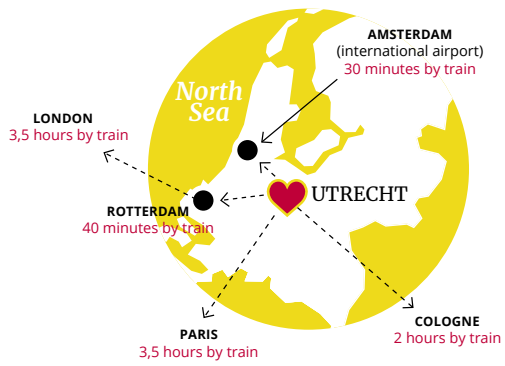 AMSTERDAM
(international airport)
30 minutes by train
North
Sea
LONDON
3,5 hours by train
UTRECHT
ROTTERDAM
40 minutes by train
COLOGNE
2 hours by train
PARIS
3,5 hours by train